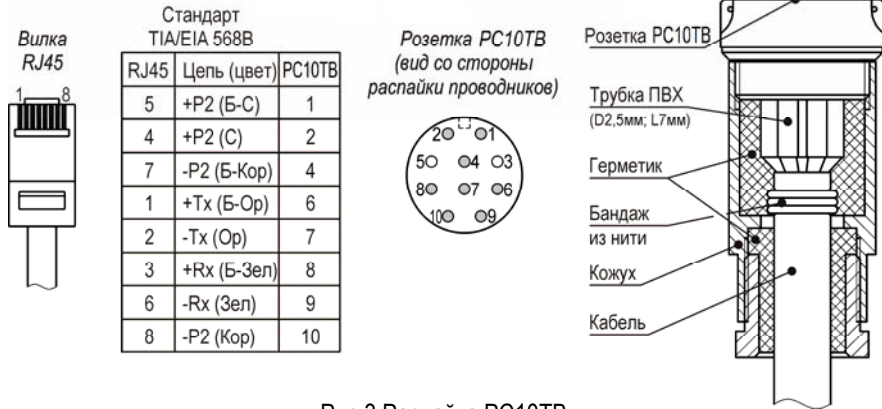 Стандарт
TIA/EIA 568B
Вилка
RJ45
1 8
RJ45 Цепь (цвет) РС10ТВ
5 +P2 (Б-С) 1
4 +P2 (С) 2
7 -P2 (Б-Кор) 4
1 +Tx (Б-Ор) 6
2 -Tx (Ор) 7
3 +Rx (Б-Зел) 8
6 -Rx (Зел) 9
8 -P2 (Кор) 10
Розетка РС10ТВ
(вид со стороны
распайки проводников)
2 1
5 4 3
8 7 6
10 9
Розетка РС10ТВ
Трубка ПВХ
(D2,5мм; L7мм)
Герметик
Бандаж
из нити
Кожух
Кабель